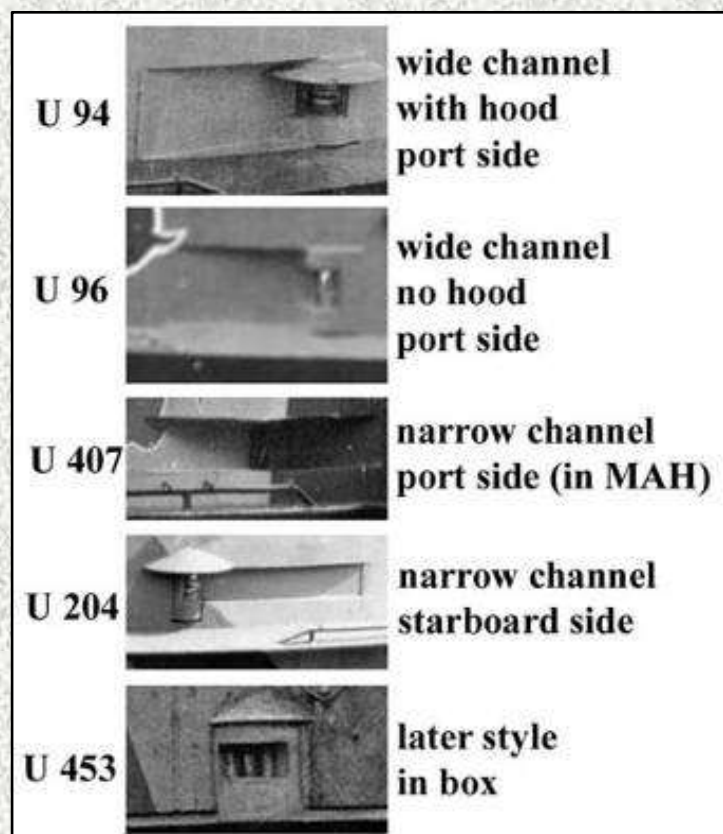 U 94
wide channel
with hood
port side
U 96
wide channel
no hood
port side
U 407
narrow channel
port side (in MAH)
U 204
narrow channel
starboard side
U 453
later style
in box